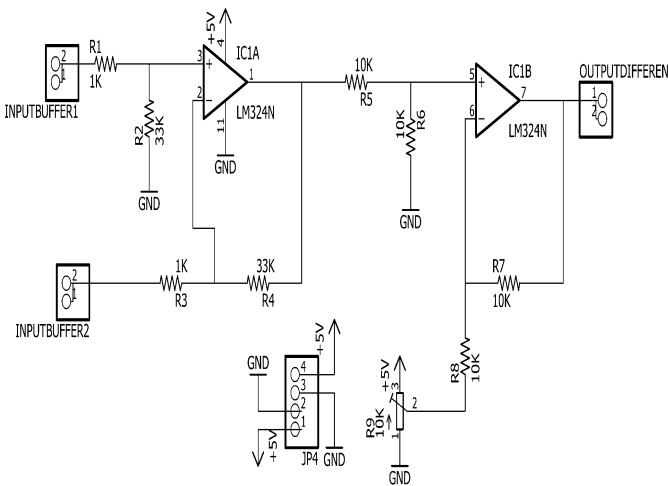 +5V
4
2
1
R1
1K
INPUTBUFFER1
3
+
2
-
IC1A
1
LM324N
11
GND
R2
33K
GND
10K
R5
10K
R6
GND
5
+
6
-
IC1B
7
LM324N
OUTPUTDIFFEREN
1
2
2
1
INPUTBUFFER2
1K
R3
33K
R4
R7
10K
R8
10K
+5V
GND
4
3
2
1
+5V
JP4
GND
+5V
3
2
R9
10K
1
GND